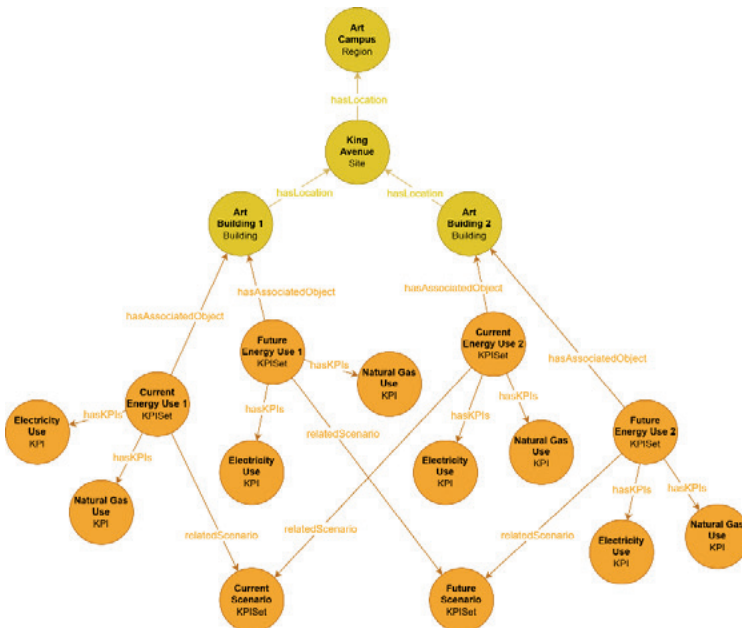 Art
Campus
Region
hasLocation
King
Avenue
Site
hasLocation
hasLocation
Art
Building 1
Building
Art
Buiding 2
Building
hasAssociatedObject
hasAssociatedObject
hasAssociatedObject
hasAssociatedObject
Future
Energy Use 1
KPISet
Current
Energy Use 2
KPISet
hasKPIs
Natural Gas
Use
KPI
Current
Energy Use 1
KPISet
Electricity
Use
KPI
hasKPIs
hasKPIs
hasKPIs
hasKPIs
hasKPIs
Future
Energy Use 2
KPISet
relatedScenario
Natural Gas
Use
KPI
Electricity
Use
KPI
Electricity
Use
KPI
Natural Gas
Use
KPI
hasKPIs
hasKPIs
relatedScenario
relatedScenario
relatedScenario
Electricity
Use
KPI
Natural Gas
Use
KPI
Current
Scenario
KPISet
Future
Scenario
KPISet